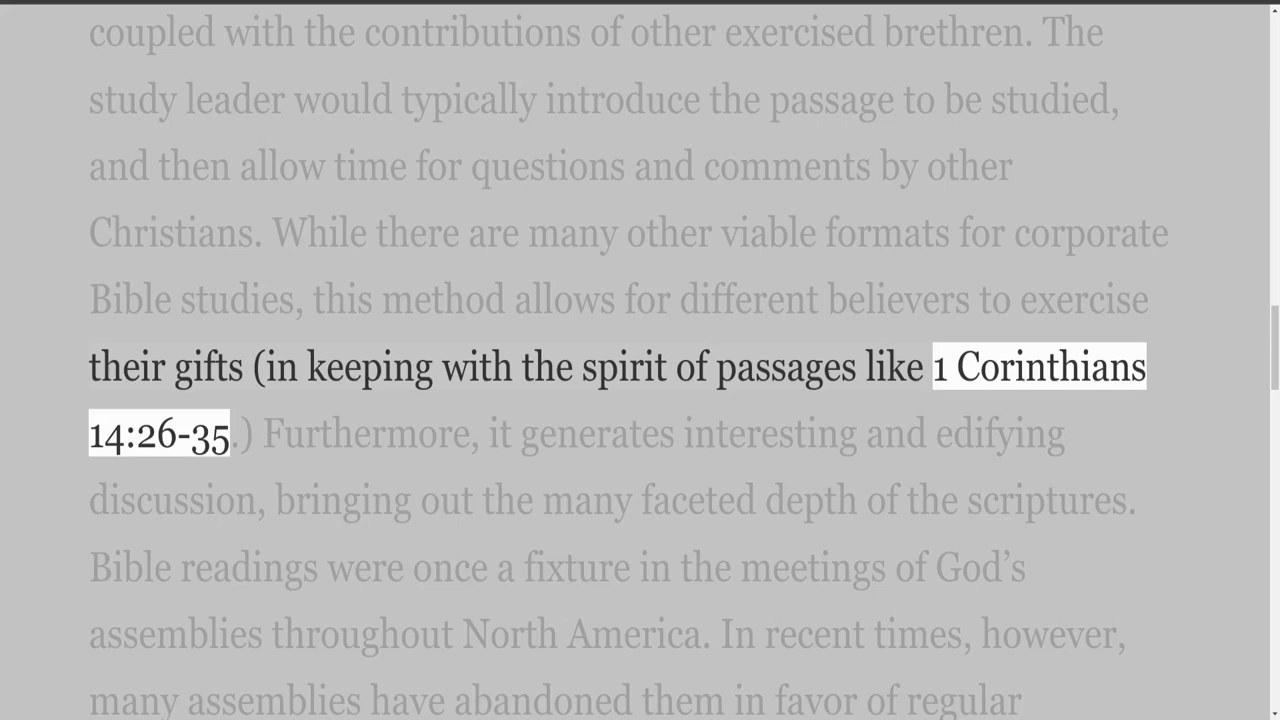 coupled with the contributions of other exercised brethren. The
study leader would typically introduce the passage to be studied,
and then allow time for questions and comments by other
Christians. While there are many other viable formats for corporate
Bible studies, this method allows for different believers to exercise
their gifts (in keeping with the spirit of passages like 1 Corinthians
14:26-35.) Furthermore, it generates interesting and edifying
discussion, bringing out the many faceted depth of the scriptures.
Bible readings were once a fixture in the meetings of God’s
assemblies throughout North America. In recent times, however,
many assemblies have abandoned them in favor of regular